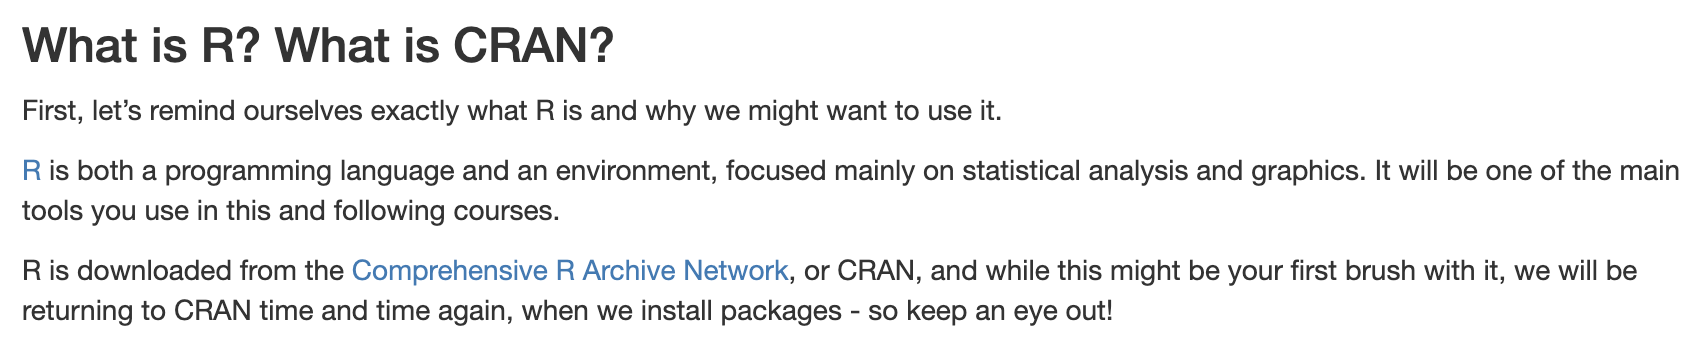 What is R? What is CRAN?
First, let’s remind ourselves exactly what R is and why we might want to use it.
R is both a programming language and an environment, focused mainly on statistical analysis and graphics. It will be one of the main
tools you use in this and following courses.
R is downloaded from the Comprehensive R Archive Network, or CRAN, and while this might be your first brush with it, we will be
returning to CRAN time and time again, when we install packages - so keep an eye out!